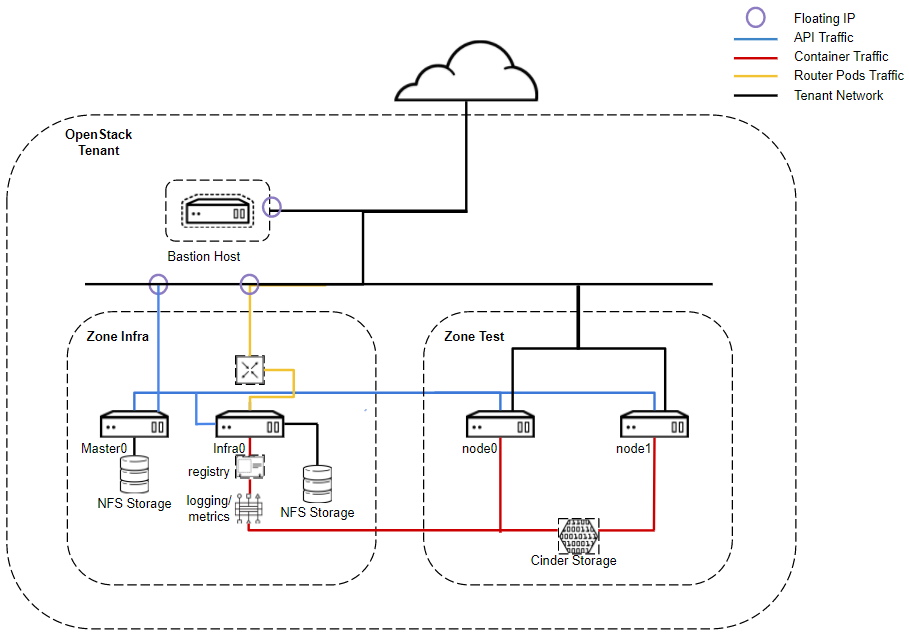 Floating IP
API Traffic
Container Traffic
Router Pods Traffic
Tenant Network
OpenStack
Tenant
Bastion Host
Zone Infra
Zone Test
Master0
Infra0
node0
node1
registry
NFS Storage
logging/
metrics
NFS Storage
Cinder Storage